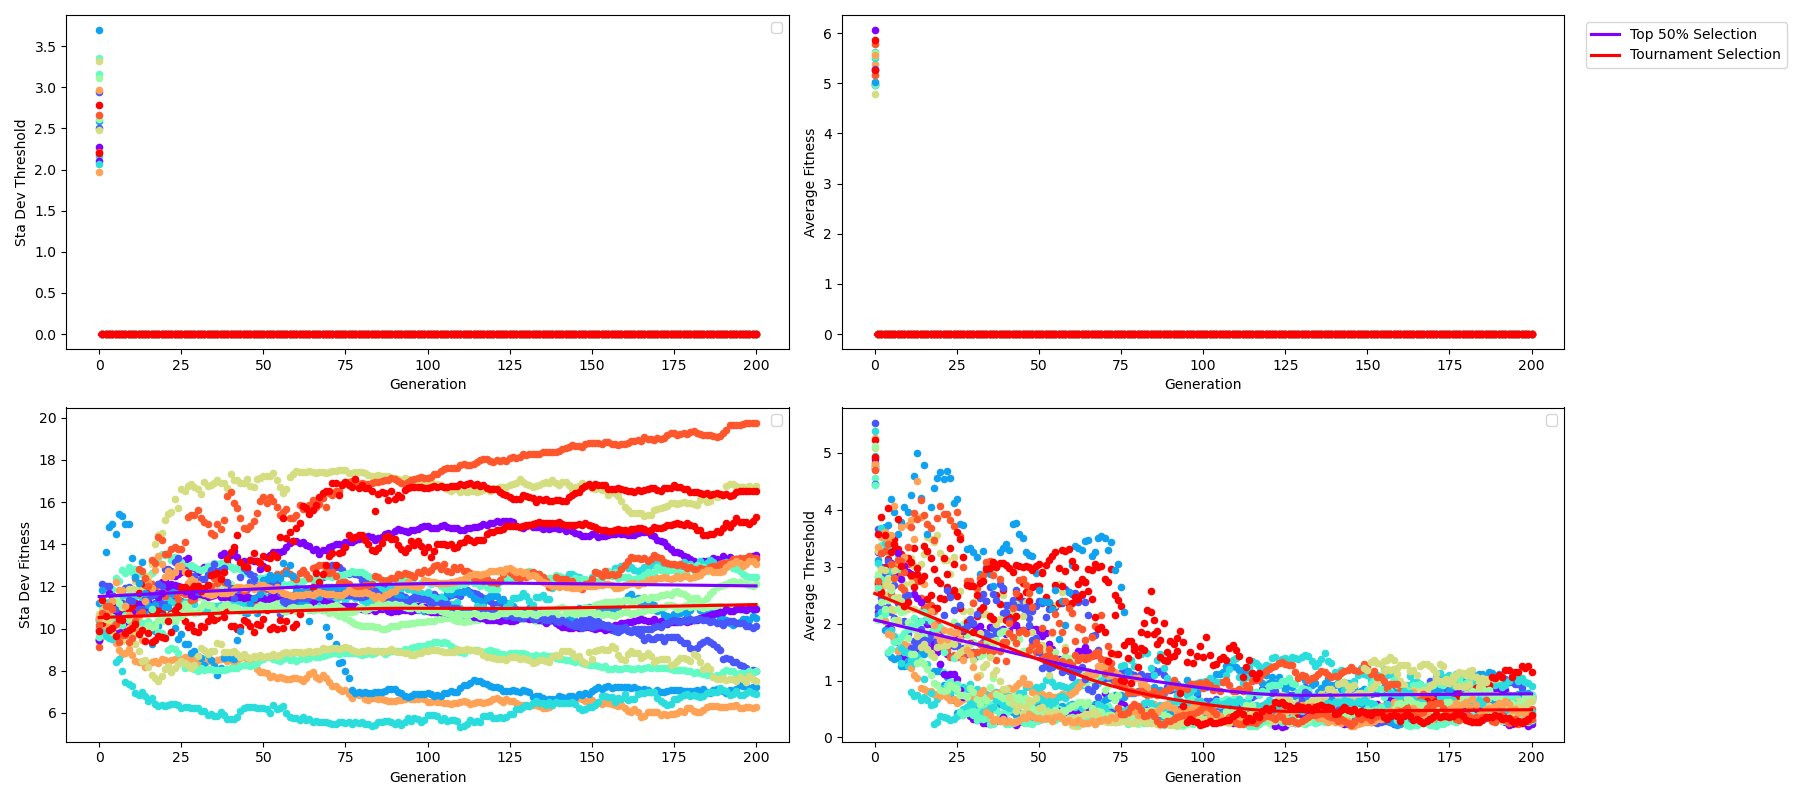 Sta Dev Threshold
3.5
3.0
2.5
2.0
1.5
1.0
0.5
0.0
0 25 50 75 100 125 150 175 200
Generation
Average Fitness
6
5
4
3
2
1
0
0 25 50 75 100 125 150 175 200
Generation
Top 50% Selection
Tournament Selection
Sta Dev Fitness
20
18
16
14
12
10
8
6
0 25 50 75 100 125 150 175 200
Generation
Average Threshold
5
4
3
2
1
0
0 25 50 75 100 125 150 175 200
Generation